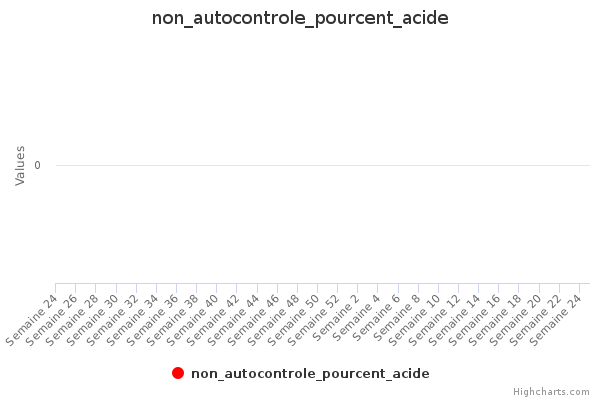 non_autocontrole_pourcent_acide
Values
0
Semaine 24
Semaine 26
Semaine 28
Semaine 30
Semaine 32
Semaine 34
Semaine 36
Semaine 38
Semaine 40
Semaine 42
Semaine 44
Semaine 46
Semaine 48
Semaine 50
Semaine 52
Semaine 2
Semaine 4
Semaine 6
Semaine 8
Semaine 10
Semaine 12
Semaine 14
Semaine 16
Semaine 18
Semaine 20
Semaine 22
Semaine 24
non_autocontrole_pourcent_acide
Highcharts.com